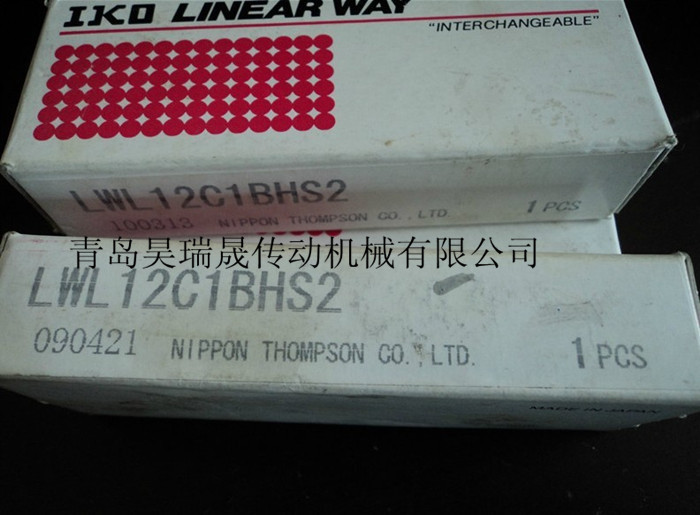 IKO LINEAR WAY
"INTERCHANGEABLE"
LWL12C1BHS2
100313 NIPPON THOMPSON CO.,LTD. 1 PCS
青岛昊瑞晟传动机械有限公司
LWL12C1BHS2
090421 NIPPON THOMPSON CO.,LTD. 1 PCS
MADE IN JAPAN